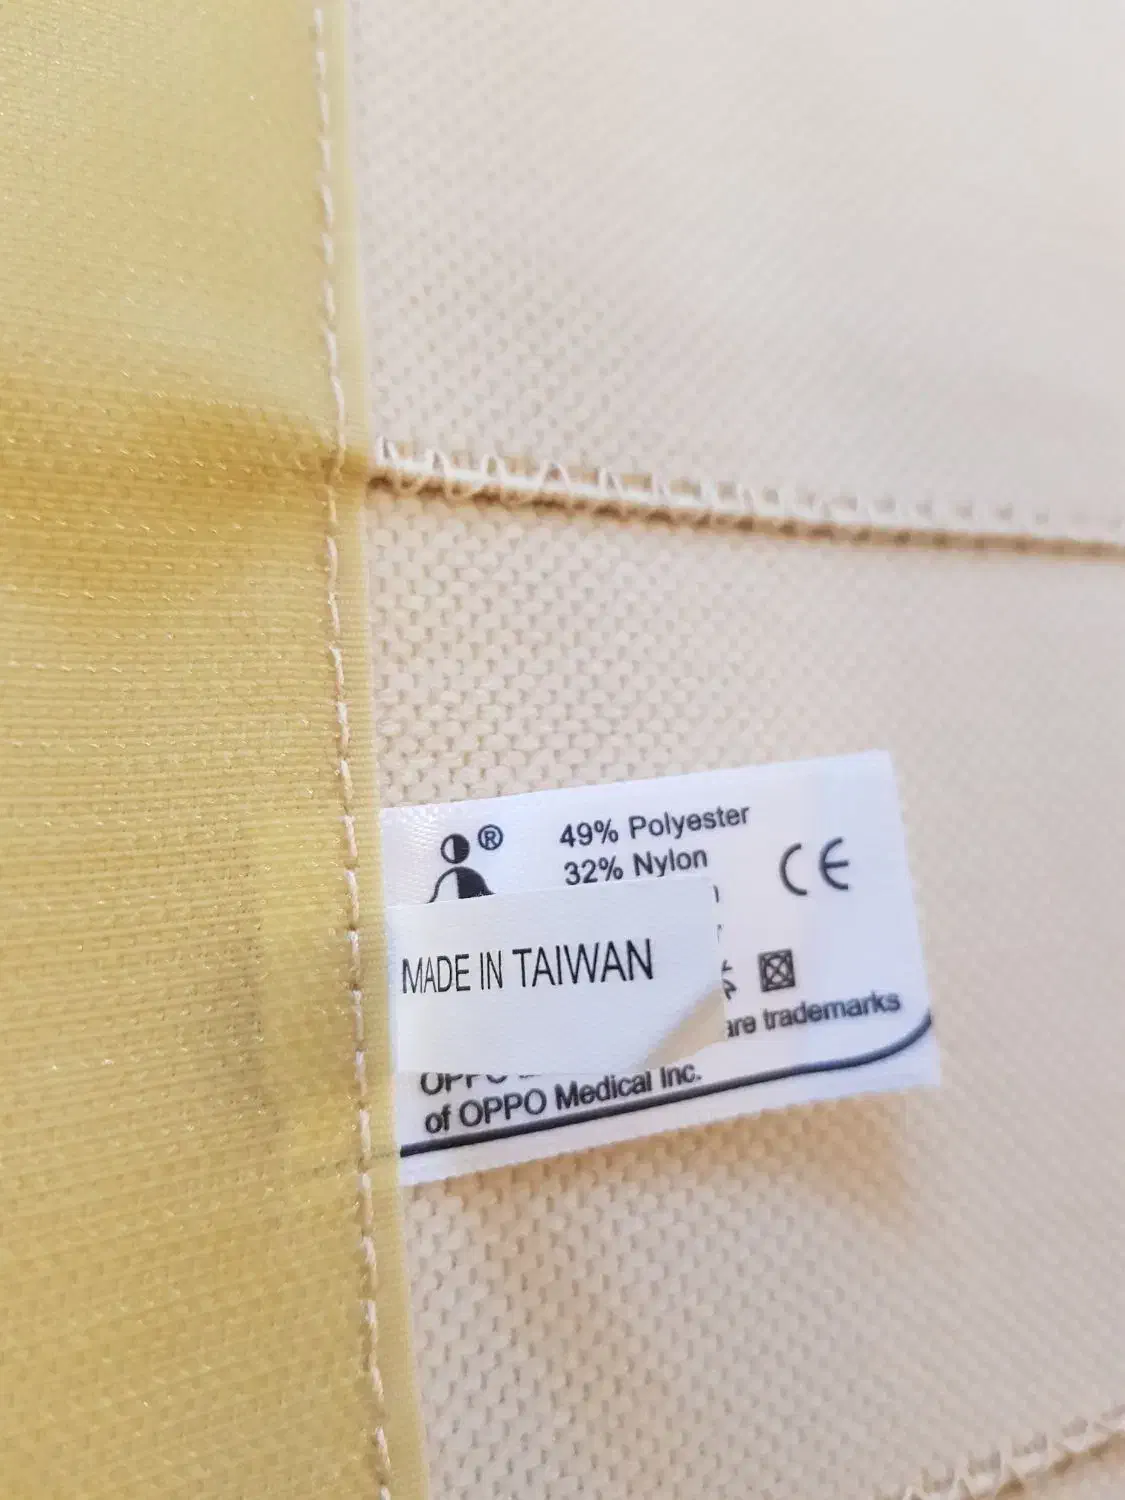 ®
49% Polyester
32% Nylon
CE
MADE IN TAIWAN
are trademarks
of OPPO Medical Inc.